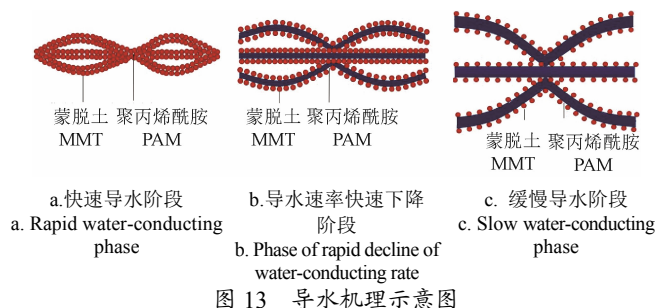 蒙脱土 聚丙烯酰胺
MMT PAM
蒙脱土 聚丙烯酰胺
MMT PAM
蒙脱土 聚丙烯酰胺
MMT PAM
a.快速导水阶段
a. Rapid water-conducting
phase
b.导水速率快速下降
阶段
b. Phase of rapid decline of
water-conducting rate
c. 缓慢导水阶段
c. Slow water-conducting
phase
图 13 导水机理示意图